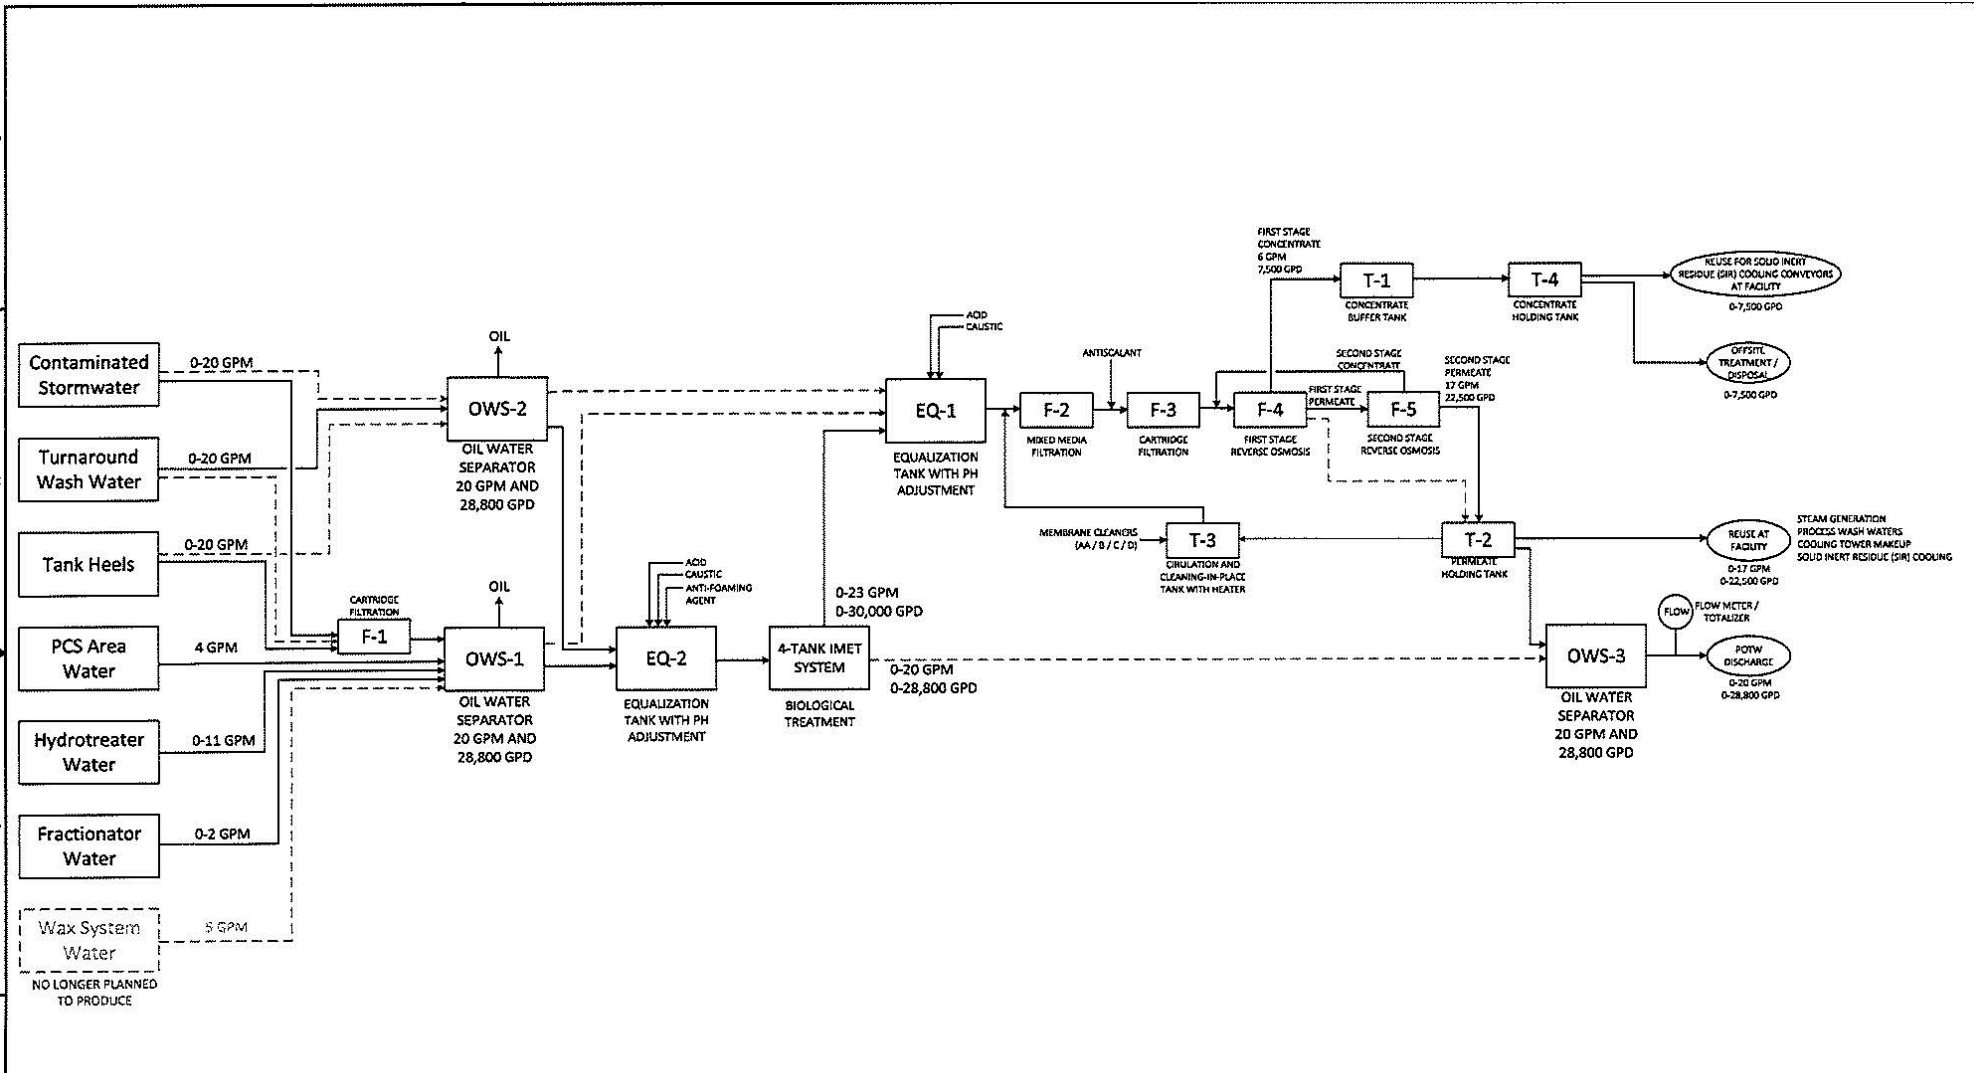 Contaminated
Stormwater
0-20 GPM
Turnaround
Wash Water
0-20 GPM
Tank Heels
0-20 GPM
PCS Area
Water
4 GPM
Hydrotreater
Water
0-11 GPM
Fractionator
Water
0-2 GPM
Wax System
Water
5 GPM
NO LONGER PLANNED
TO PRODUCE
CARTRIDGE
FILTRATION
F-1
OIL
OWS-2
OIL WATER
SEPARATOR
20 GPM AND
28,800 GPD
OIL
OWS-1
OIL WATER
SEPARATOR
20 GPM AND
28,800 GPD
ACID
CAUSTIC
ANTI-FOAMING
AGENT
EQ-2
EQUALIZATION
TANK WITH PH
ADJUSTMENT
4-TANK IMET
SYSTEM
BIOLOGICAL
TREATMENT
0-23 GPM
0-30,000 GPD
0-20 GPM
0-28,800 GPD
ACID
CAUSTIC
EQ-1
EQUALIZATION
TANK WITH PH
ADJUSTMENT
F-2
MIXED MEDIA
FILTRATION
ANTISCALANT
F-3
CARTRIDGE
FILTRATION
FIRST STAGE
CONCENTRATE
6 GPM
7,500 GPD
F-4
FIRST STAGE
REVERSE OSMOSIS
SECOND STAGE
CONCENTRATE
FIRST STAGE
PERMEATE
F-5
SECOND STAGE
REVERSE OSMOSIS
SECOND STAGE
PERMEATE
17 GPM
22,500 GPD
T-1
CONCENTRATE
BUFFER TANK
T-4
CONCENTRATE
HOLDING TANK
REUSE FOR SOLID INERT
RESIDUE (SIR) COOLING CONVEYORS
AT FACILITY
0-7,500 GPD
OFFSITE
TREATMENT /
DISPOSAL
0-7,500 GPD
MEMBRANE CLEANERS
(AA / B / C / D)
T-3
CIRULATION AND
CLEANING-IN-PLACE
TANK WITH HEATER
T-2
PERMEATE
HOLDING TANK
REUSE AT
FACILITY
0-17 GPM
0-22,500 GPD
STEAM GENERATION
PROCESS WASH WATERS
COOLING TOWER MAKEUP
SOLID INERT RESIDUE (SIR) COOLING
OWS-3
OIL WATER
SEPARATOR
20 GPM AND
28,800 GPD
FLOW
FLOW METER /
TOTALIZER
POTW
DISCHARGE
0-20 GPM
0-28,800 GPD